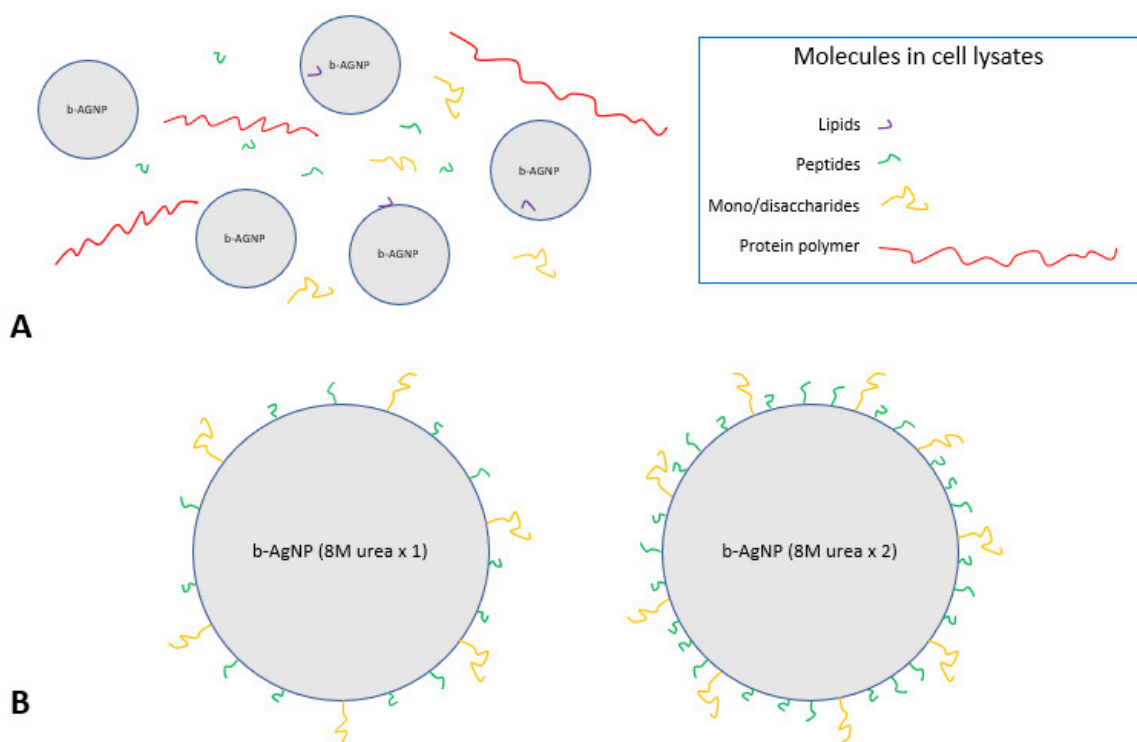 b-AGNP
b-AGNP
b-AGNP
b-AGNP
b-AGNP
Molecules in cell lysates
Lipids
Peptides
Mono/disaccharides
Protein polymer
A
b-AgNP (8M urea x 1)
b-AgNP (8M urea x 2)
B